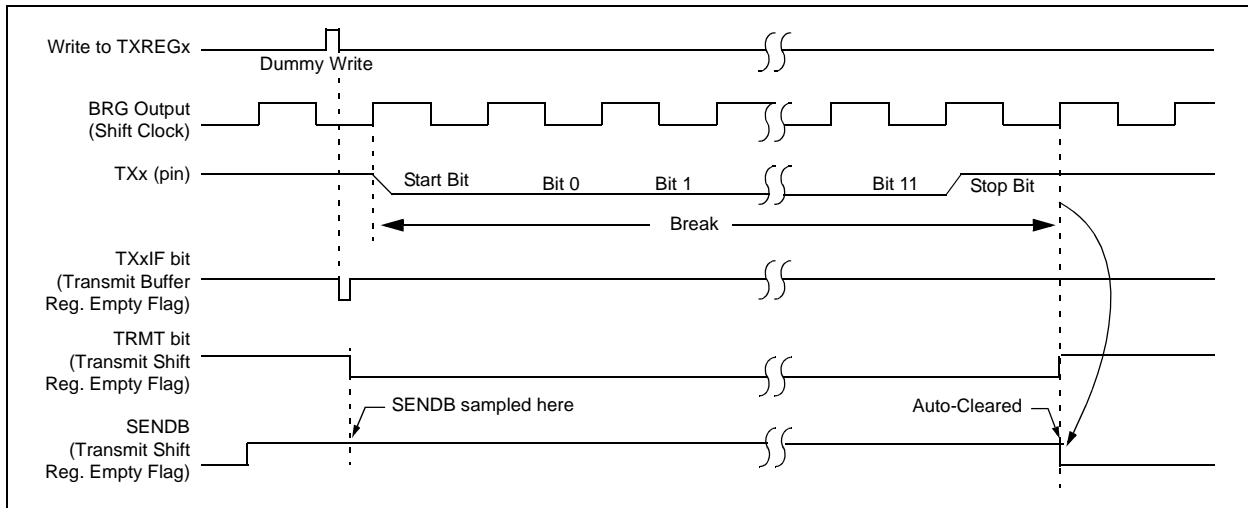 Write to TXREGx
Dummy Write
BRG Output
(Shift Clock)
TXx (pin)
Start Bit
Bit 0
Bit 1
Bit 11
Stop Bit
Break
TXxIF bit
(Transmit Buffer
Reg. Empty Flag)
TRMT bit
(Transmit Shift
Reg. Empty Flag)
SENDB sampled here
Auto-Cleared
SENDB
(Transmit Shift
Reg. Empty Flag)